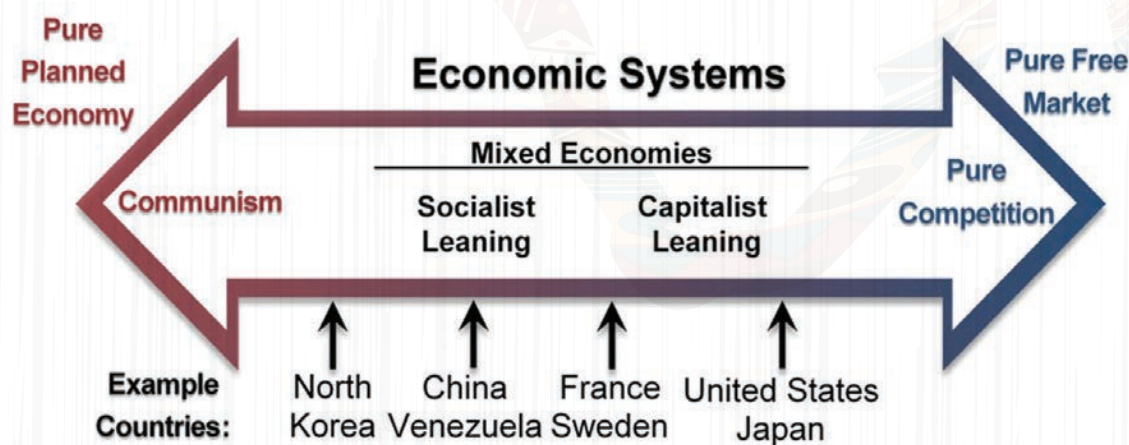 Pure
Planned
Economy
Economic Systems
Pure Free
Market
Mixed Economies
Communism
Socialist
Leaning
Capitalist
Leaning
Pure
Competition
Example
Countries:
North
Korea
China
Venezuela
France
Sweden
United States
Japan